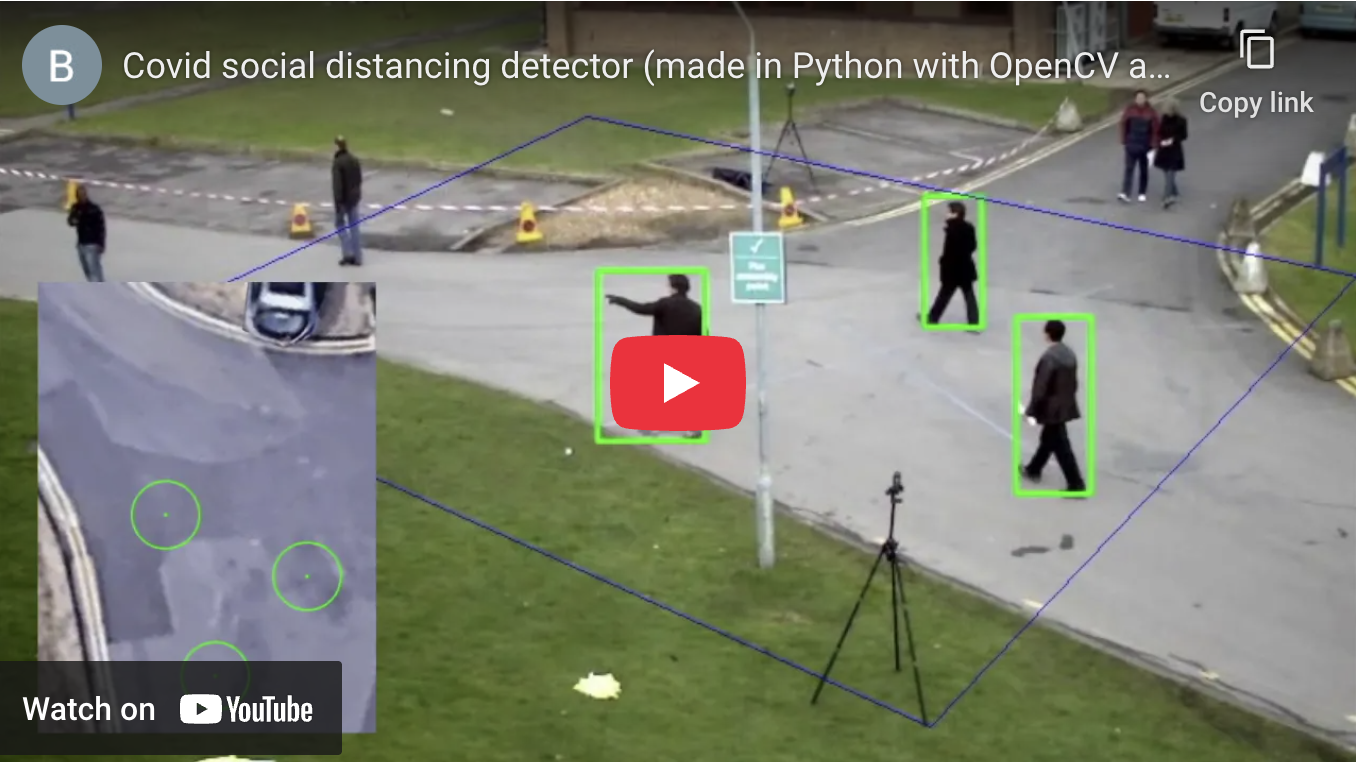 B
Covid social distancing detector (made in Python with OpenCV a...
Copy link
Watch on YouTube